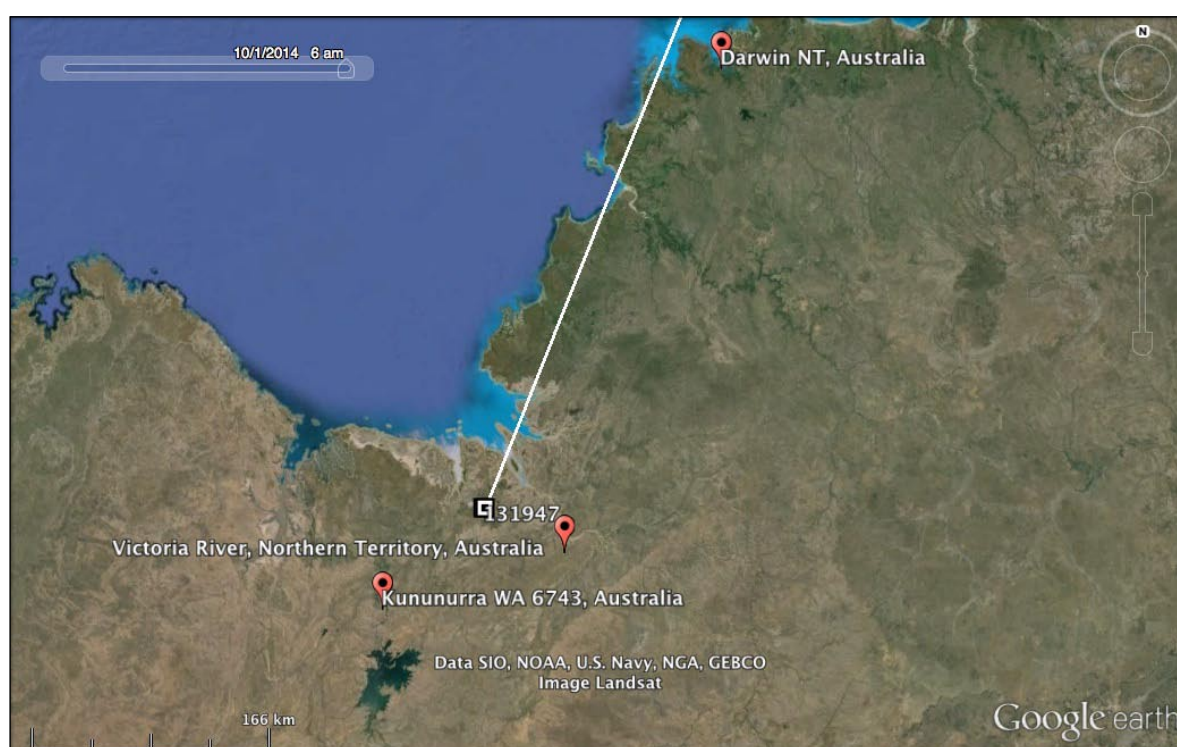 10/1/2014 6 am
N
Darwin NT, Australia
131947
Victoria River, Northern Territory, Australia
Kununurra WA 6743, Australia
Data SIO, NOAA, U.S. Navy, NGA, GEBCO
Image Landsat
166 km
Google earth